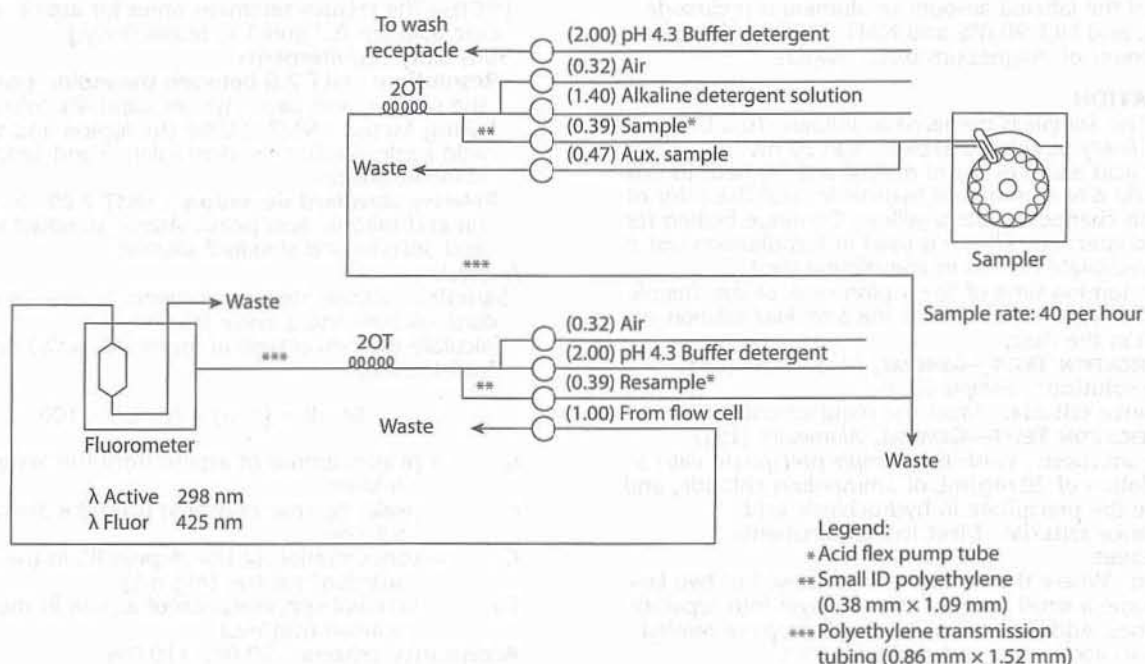 To wash
receptacle
(2.00) pH 4.3 Buffer detergent
(0.32) Air
2OT
(1.40) Alkaline detergent solution
**
(0.39) Sample*
Waste
(0.47) Aux. sample
***
Sampler
Sample rate: 40 per hour
Waste
(0.32) Air
2OT
***
(2.00) pH 4.3 Buffer detergent
**
(0.39) Resample*
Waste
(1.00) From flow cell
Fluorometer
Waste
λ Active 298 nm
λ Fluor 425 nm
Legend:
* Acid flex pump tube
** Small ID polyethylene
(0.38 mm × 1.09 mm)
*** Polyethylene transmission
tubing (0.86 mm × 1.52 mm)